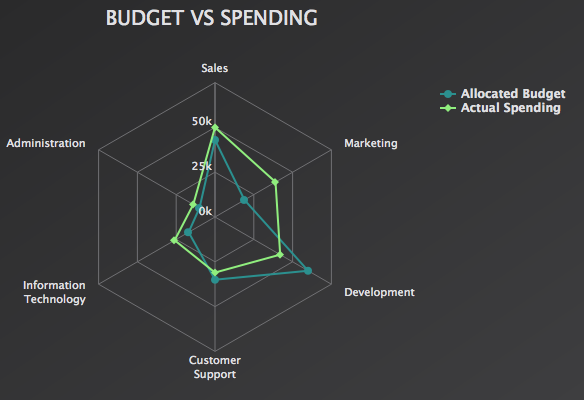 BUDGET VS SPENDING
Sales
Allocated Budget
Actual Spending
50k
Administration
Marketing
25k
0k
Information
Technology
Development
Customer
Support